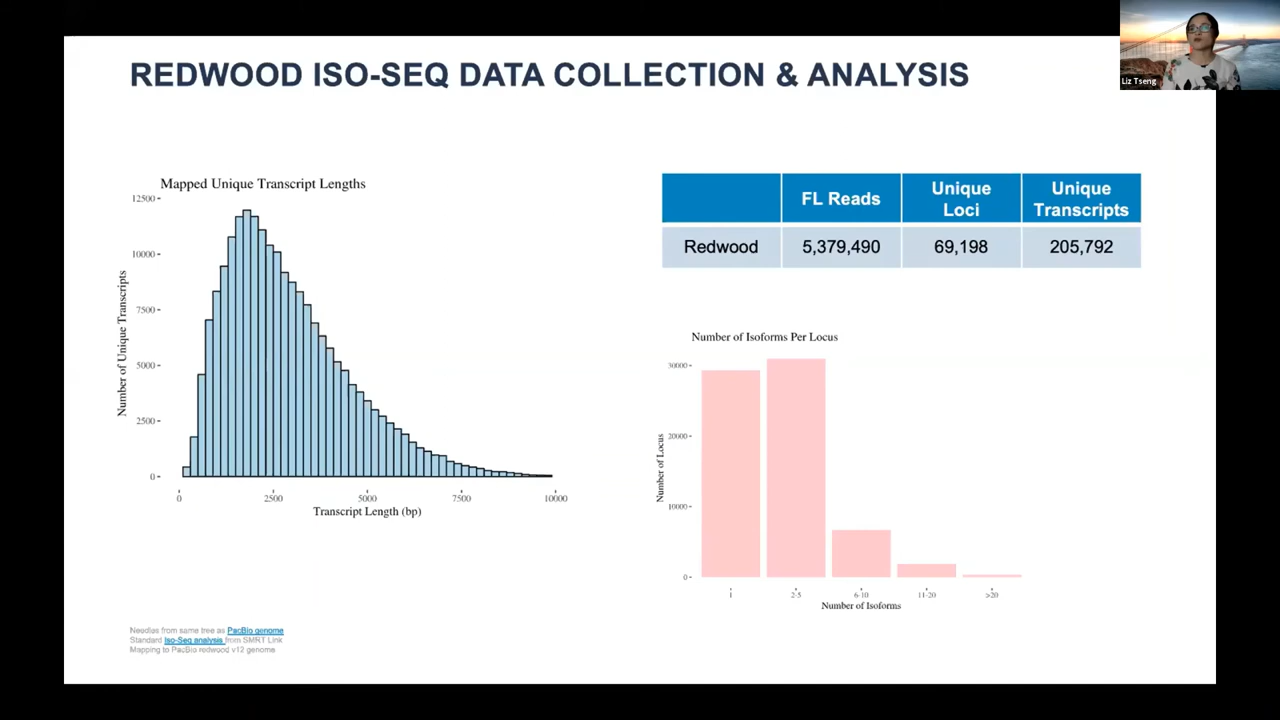 REDWOOD ISO-SEQ DATA COLLECTION & ANALYSIS
Liz Tseng
Mapped Unique Transcript Lengths
12500
10000
7500
5000
2500
0
Number of Unique Transcripts
0 2500 5000 7500 10000
Transcript Length (bp)
FL Reads Unique Loci Unique Transcripts
Redwood 5,379,490 69,198 205,792
Number of Isoforms Per Locus
30000
20000
10000
0
Number of Locus
1 2-5 6-10 11-20 >20
Number of Isoforms
Needles from same tree as PacBio genome
Standard Iso-Seq analysis from SMRT Link
Mapping to PacBio redwood v12 genome